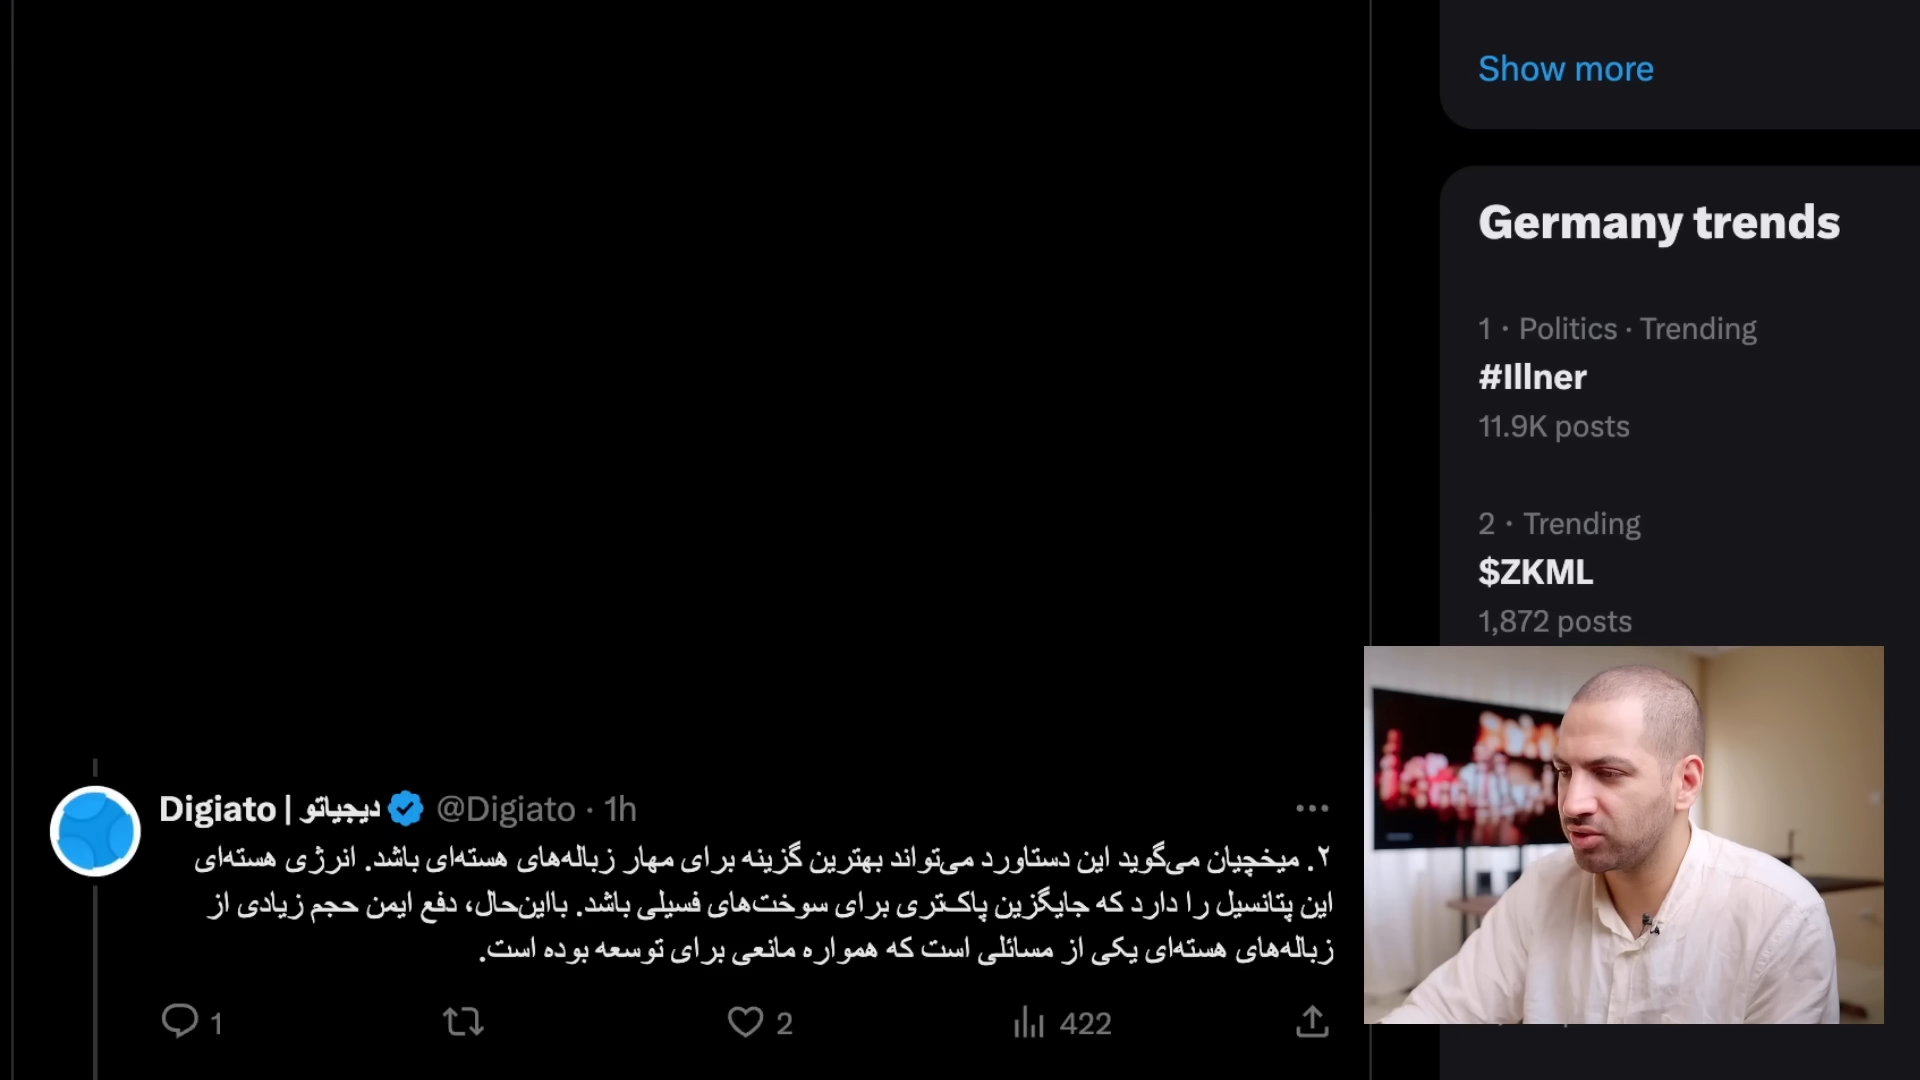 Show more
Germany trends
1 · Politics · Trending
#Illner
11.9K posts
2 · Trending
$ZKML
1,872 posts
Digiato | دیجیاتو @Digiato · 1h
۲. میخچیان می‌گوید این دستاورد می‌تواند بهترین گزینه برای مهار زباله‌های هسته‌ای باشد. انرژی هسته‌ای
این پتانسیل را دارد که جایگزین پاک‌تری برای سوخت‌های فسیلی باشد. بااین‌حال، دفع ایمن حجم زیادی از
زباله‌های هسته‌ای یکی از مسائلی است که همواره مانعی برای توسعه بوده است.
1
2
422